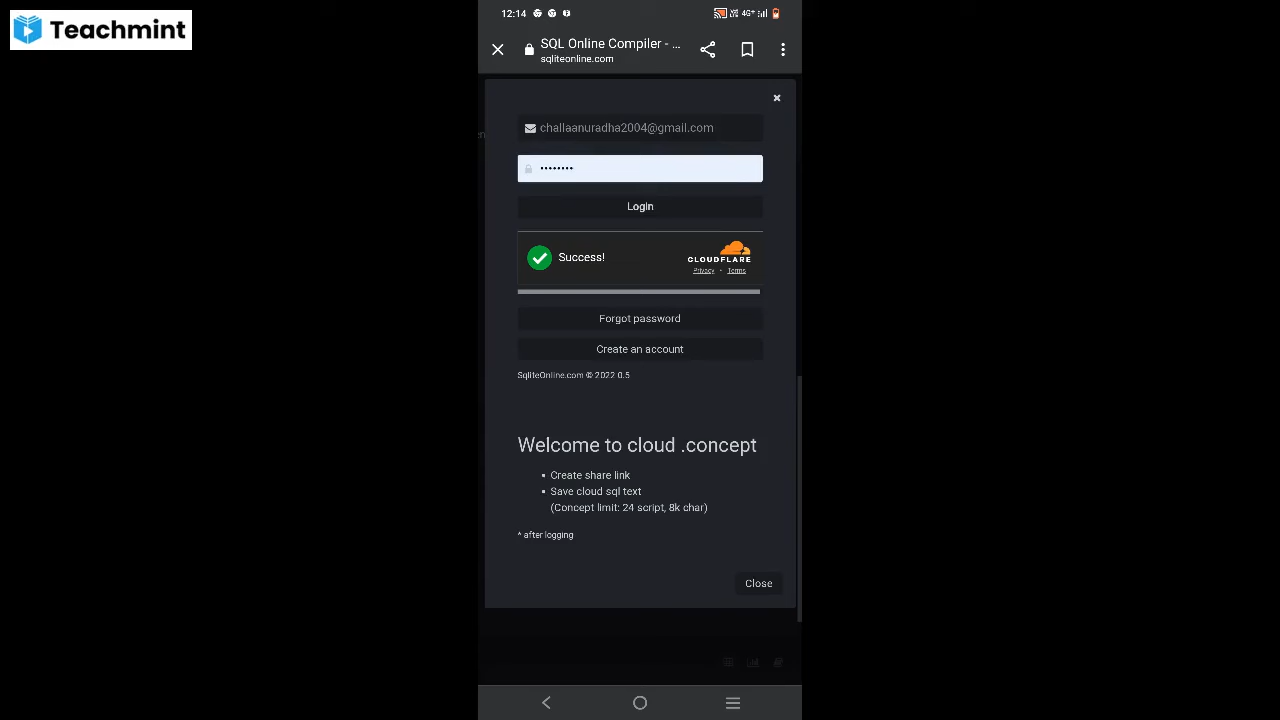 Teachmint
12:14
4G+
SQL Online Compiler - ...
sqliteonline.com
challaanuradha2004@gmail.com
••••••••
Login
Success!
CLOUDFLARE
Privacy • Terms
Forgot password
Create an account
SqliteOnline.com © 2022 0.5
Welcome to cloud .concept
▪ Create share link
▪ Save cloud sql text
(Concept limit: 24 script, 8k char)
* after logging
Close